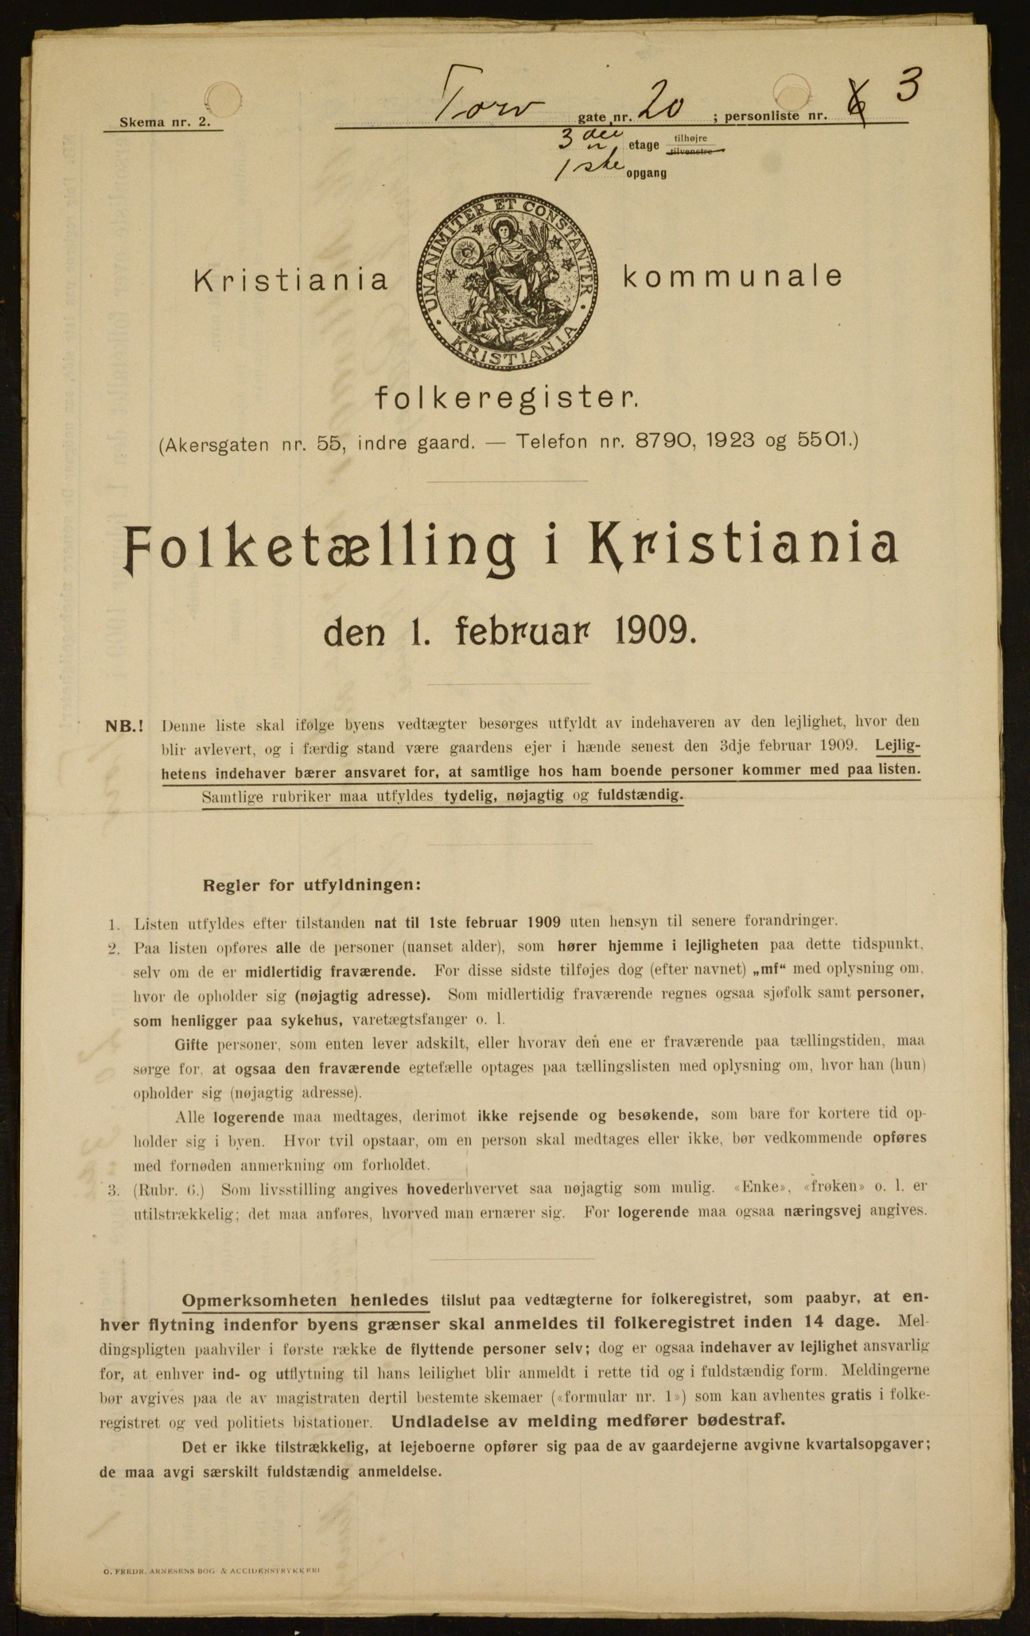 Skema nr. 2.
Torv gate nr. 20 ; personliste nr. 6 3
3 die etage tilhøjre tilvenstre
1 ste opgang
UNANIMITER ET CONSTANTER
KRISTIANIA
Kristiania kommunale
folkeregister.
(Akersgaten nr. 55, indre gaard. — Telefon nr. 8790, 1923 og 5501.)
Folketælling i Kristiania
den 1. februar 1909.
NB.! Denne liste skal ifølge byens vedtægter besørges utfyldt av indehaveren av den lejlighet, hvor den
blir avlevert, og i færdig stand være gaardens ejer i hænde senest den 3dje februar 1909. Lejlig-
hetens indehaver bærer ansvaret for, at samtlige hos ham boende personer kommer med paa listen.
Samtlige rubriker maa utfyldes tydelig, nøjagtig og fuldstændig.
Regler for utfyldningen:
1. Listen utfyldes efter tilstanden nat til 1ste februar 1909 uten hensyn til senere forandringer.
2. Paa listen opføres alle de personer (uanset alder), som hører hjemme i lejligheten paa dette tidspunkt,
selv om de er midlertidig fraværende. For disse sidste tilføjes dog (efter navnet) „mf“ med oplysning om,
hvor de opholder sig (nøjagtig adresse). Som midlertidig fraværende regnes ogsaa sjøfolk samt personer,
som henligger paa sykehus, varetægtsfanger o. l.
Gifte personer, som enten lever adskilt, eller hvorav den ene er fraværende paa tællingstiden, maa
sørge for, at ogsaa den fraværende egtefælle optages paa tællingslisten med oplysning om, hvor han (hun)
opholder sig (nøjagtig adresse).
Alle logerende maa medtages, derimot ikke rejsende og besøkende, som bare for kortere tid op-
holder sig i byen. Hvor tvil opstaar, om en person skal medtages eller ikke, bør vedkommende opføres
med fornøden anmerkning om forholdet.
3. (Rubr. 6.) Som livsstilling angives hovederhvervet saa nøjagtig som mulig. «Enke», «frøken» o. l. er
utilstrækkelig; det maa anføres, hvorved man ernærer sig. For logerende maa ogsaa næringsvej angives.
Opmerksomheten henledes tilslut paa vedtægterne for folkeregistret, som paabyr, at en-
hver flytning indenfor byens grænser skal anmeldes til folkeregistret inden 14 dage. Mel-
dingspligten paahviler i første række de flyttende personer selv; dog er ogsaa indehaver av lejlighet ansvarlig
for, at enhver ind- og utflytning til hans leilighet blir anmeldt i rette tid og i fuldstændig form. Meldingerne
bør avgives paa de av magistraten dertil bestemte skemaer («formular nr. 1») som kan avhentes gratis i folke-
registret og ved politiets bistationer. Undladelse av melding medfører bødestraf.
Det er ikke tilstrækkelig, at lejeboerne opfører sig paa de av gaardejerne avgivne kvartalsopgaver;
de maa avgi særskilt fuldstændig anmeldelse.
O. FREDR. ARNESENS BOG & ACCIDENSTRYKKERI